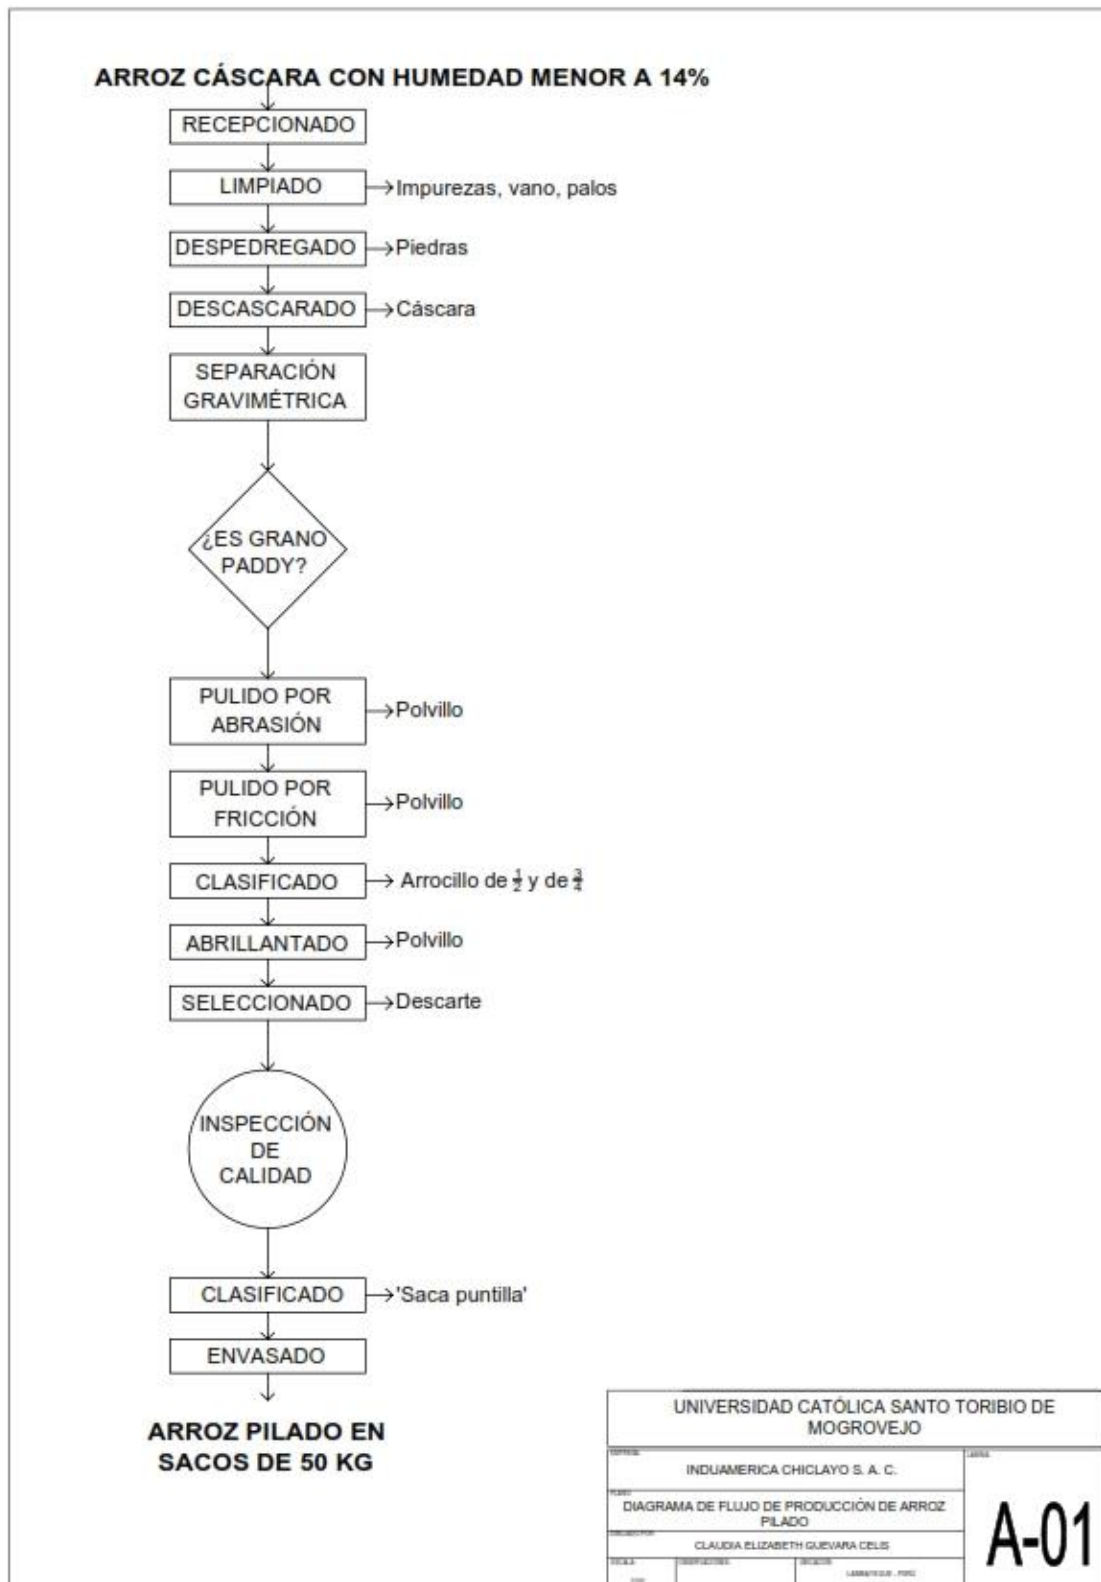 ARROZ CÁSCARA CON HUMEDAD MENOR A 14%
RECEPCIONADO
LIMPIADO
Impurezas, vano, palos
DESPEDREGADO
Piedras
DESCASCARADO
Cáscara
SEPARACIÓN
GRAVIMÉTRICA
¿ES GRANO
PADDY?
PULIDO POR
ABRASIÓN
Polvillo
PULIDO POR
FRICCIÓN
Polvillo
CLASIFICADO
Arrocillo de 1/2 y de 3/4
ABRILLANTADO
Polvillo
SELECCIONADO
Descarte
INSPECCIÓN
DE
CALIDAD
CLASIFICADO
'Saca puntilla'
ENVASADO
ARROZ PILADO EN
SACOS DE 50 KG
UNIVERSIDAD CATÓLICA SANTO TORIBIO DE
MOGROVEJO
INDUAMERICA CHICLAYO S. A. C.
DIAGRAMA DE FLUJO DE PRODUCCIÓN DE ARROZ
PILADO
CLAUDIA ELIZABETH GUEVARA CELIS
A-01